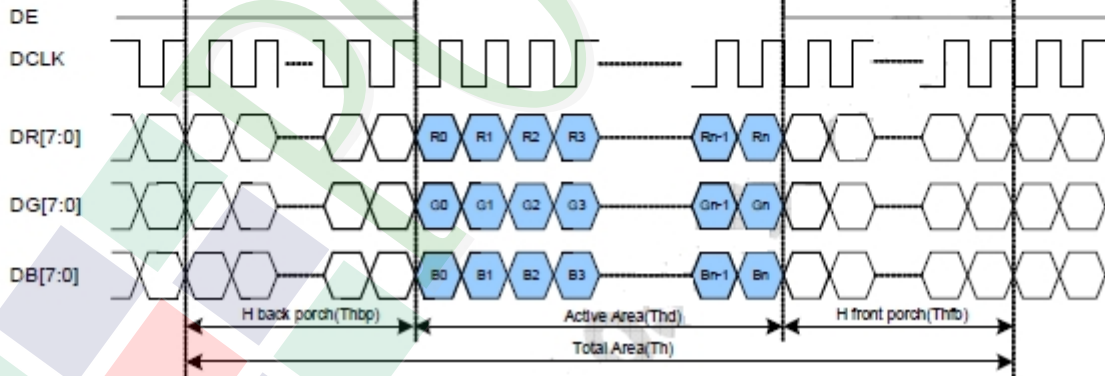 DE
DCLK
DR[7:0] R0 R1 R2 R3 Rn-1 Rn
DG[7:0] G0 G1 G2 G3 Gn-1 Gn
DB[7:0] B0 B1 B2 B3 Bn-1 Bn
H back porch(Thbp) Active Area(Thd) H front porch(Thfb)
Total Area(Th)